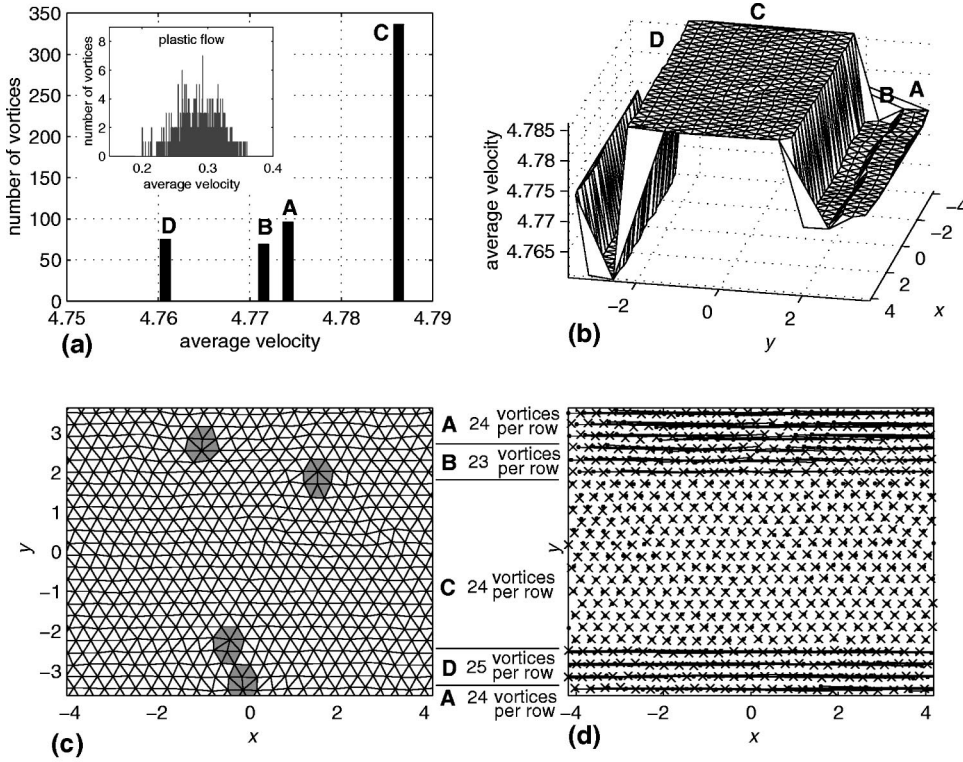 350
300
250
200
150
100
50
0
number of vortices
4.75 4.76 4.77 4.78 4.79
average velocity
(a)
D
B
A
C
plastic flow
8
6
4
2
0
number of vortices
0.2 0.3 0.4
average velocity
C
D
B
A
4.785
4.78
4.775
4.77
4.765
average velocity
−2 0 2 4
y
−4
−2
0
2
x
(b)
3
2
1
0
−1
−2
−3
y
−4 −2 0 2 4
x
(c)
A 24 vortices per row
B 23 vortices per row
C 24 vortices per row
D 25 vortices per row
A 24 vortices per row
y
−4 −2 0 2 4
x
(d)